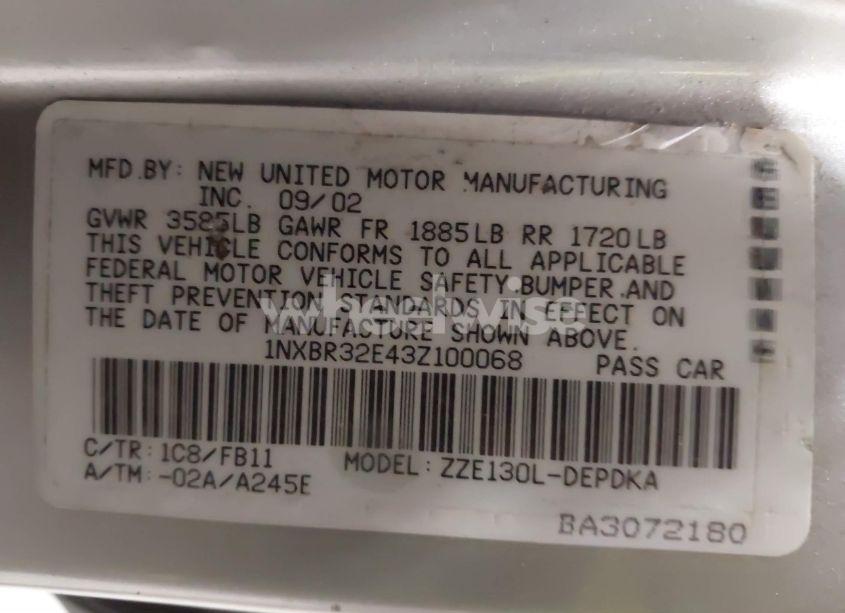 MFD.BY: NEW UNITED MOTOR MANUFACTURING
INC. 09/02
GVWR 3585LB GAWR FR 1885LB RR 1720LB
THIS VEHICLE CONFORMS TO ALL APPLICABLE
FEDERAL MOTOR VEHICLE SAFETY,BUMPER,AND
THEFT PREVENTION STANDARDS IN EFFECT ON
THE DATE OF MANUFACTURE SHOWN ABOVE.
wheelwise
1NXBR32E43Z100068 PASS CAR
C/TR: 1C8/FB11 MODEL: ZZE130L-DEPDKA
A/TM: -02A/A245E
BA3072180